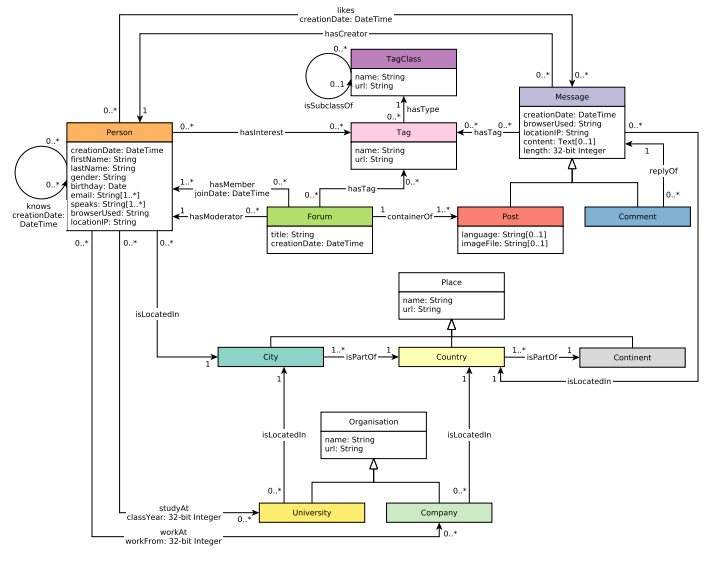 likes
creationDate: DateTime
hasCreator
0..*
1
0..*
0..*
TagClass
name: String
url: String
0..*
0..1
isSubclassOf
1
hasType
0..*
Message
creationDate: DateTime
browserUsed: String
locationIP: String
content: Text[0..1]
length: 32-bit Integer
Person
creationDate: DateTime
firstName: String
lastName: String
gender: String
birthday: Date
email: String[1..*]
speaks: String[1..*]
browserUsed: String
locationIP: String
0..*
0..*
knows
creationDate:
DateTime
0..*
hasInterest
0..*
Tag
name: String
url: String
0..*
hasTag
0..*
0..*
1
replyOf
0..*
1..*
hasMember
joinDate: DateTime
0..*
0..*
hasTag
0..*
1
hasModerator
0..*
Forum
title: String
creationDate: DateTime
1
containerOf
1..*
Post
language: String[0..1]
imageFile: String[0..1]
Comment
0..*
0..*
0..*
isLocatedIn
1
Place
name: String
url: String
City
1..*
isPartOf
1
Country
1..*
isPartOf
1
Continent
1
1
1
isLocatedIn
Organisation
name: String
url: String
isLocatedIn
isLocatedIn
0..*
0..*
University
Company
studyAt
classYear: 32-bit Integer
0..*
workAt
workFrom: 32-bit Integer
0..*